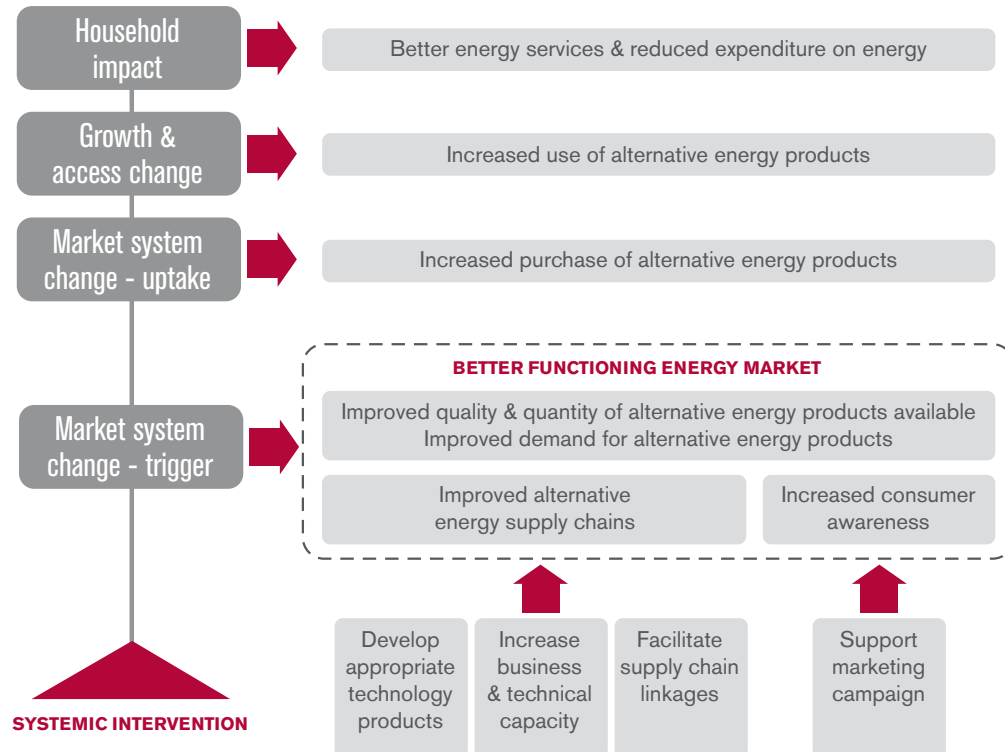 Household
impact
Better energy services & reduced expenditure on energy
Growth &
access change
Increased use of alternative energy products
Market system
change - uptake
Increased purchase of alternative energy products
BETTER FUNCTIONING ENERGY MARKET
Market system
change - trigger
Improved quality & quantity of alternative energy products available
Improved demand for alternative energy products
Improved alternative
energy supply chains
Increased consumer
awareness
Develop
appropriate
technology
products
Increase
business
& technical
capacity
Facilitate
supply chain
linkages
Support
marketing
campaign
SYSTEMIC INTERVENTION